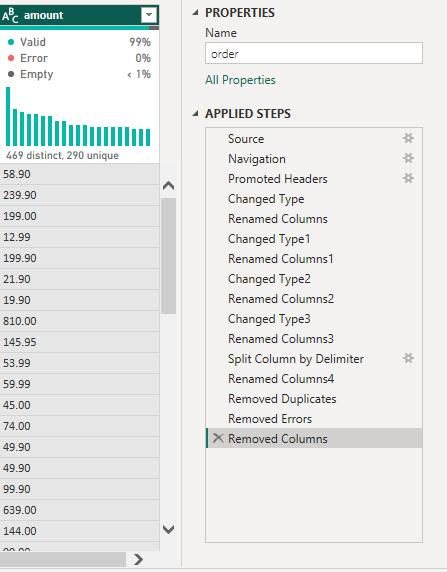 ABC amount
Valid 99%
Error 0%
Empty < 1%
469 distinct, 290 unique
58.90
239.90
199.00
12.99
199.90
21.90
19.90
810.00
145.95
53.99
59.99
45.00
74.00
49.90
49.90
99.90
639.00
144.00
PROPERTIES
Name
order
All Properties
APPLIED STEPS
Source
Navigation
Promoted Headers
Changed Type
Renamed Columns
Changed Type1
Renamed Columns1
Changed Type2
Renamed Columns2
Changed Type3
Renamed Columns3
Split Column by Delimiter
Renamed Columns4
Removed Duplicates
Removed Errors
Removed Columns